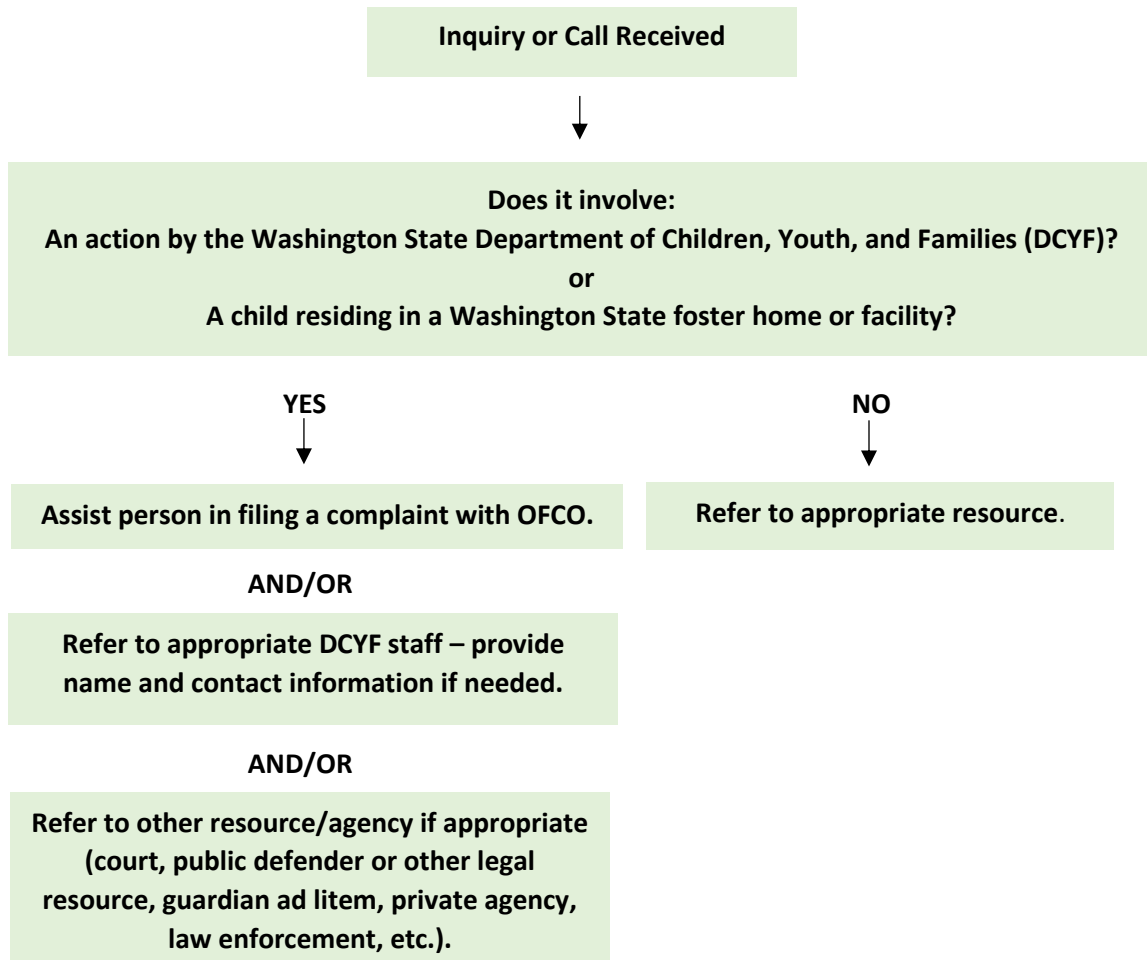 Inquiry or Call Received
Does it involve:
An action by the Washington State Department of Children, Youth, and Families (DCYF)?
or
A child residing in a Washington State foster home or facility?
YES
NO
Assist person in filing a complaint with OFCO.
Refer to appropriate resource.
AND/OR
Refer to appropriate DCYF staff – provide
name and contact information if needed.
AND/OR
Refer to other resource/agency if appropriate
(court, public defender or other legal
resource, guardian ad litem, private agency,
law enforcement, etc.).